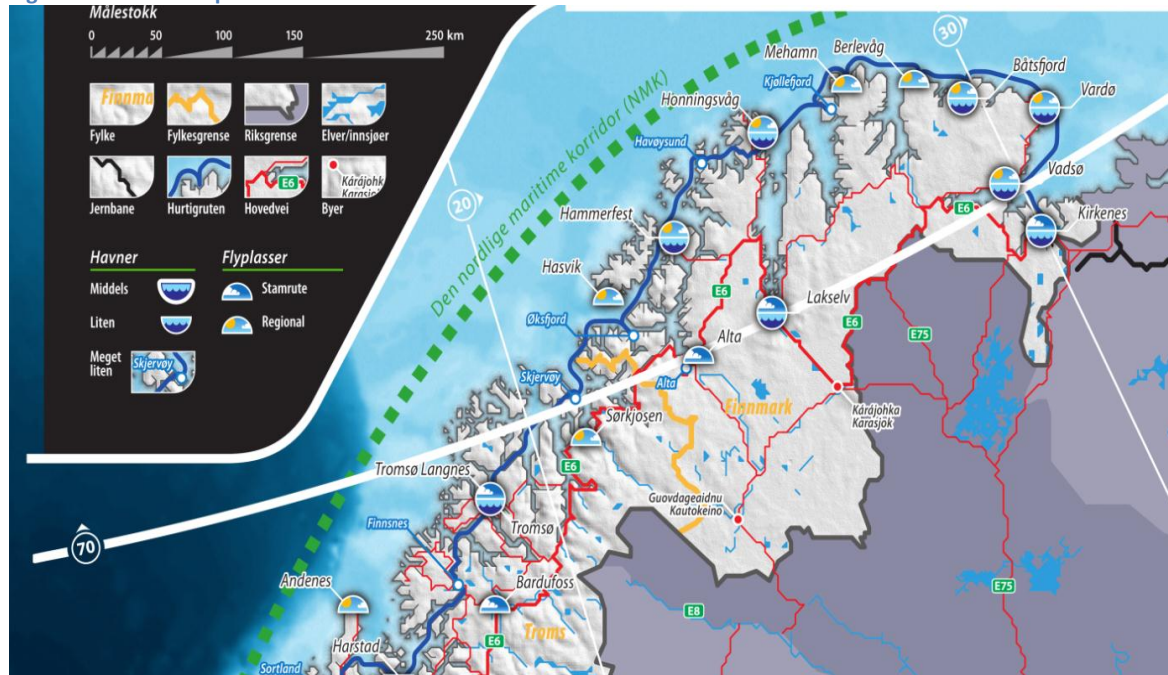 Målestokk
0 50 100 150 250 km
Finnma
Fylke
Fylkesgrense
Riksgrense
Elver/innsjøer
Jernbane
Hurtigruten
E6
Hovedvei
Kárášjohk
Karasjok
Byer
Havner
Flyplasser
Middels
Stamrute
Liten
Regional
Meget
liten
Skjervøy
Den nordlige maritime korridor (NMK)
20
30
70
Mehamn
Berlevåg
Båtsfjord
Kjøllefjord
Vardø
Honningsvåg
Havøysund
Vadsø
Kirkenes
E6
Hammerfest
Hasvik
E6
Lakselv
E6
E75
Øksfjord
Alta
Alta
Skjervøy
Finnmark
Kárájohka
Karasjok
Sørkjosen
E6
Tromsø Langnes
Guovdageaidnu
Kautokeino
Finnsnes
Tromsø
Andenes
Bardufoss
E75
E8
E6
Troms
Harstad
Sortland